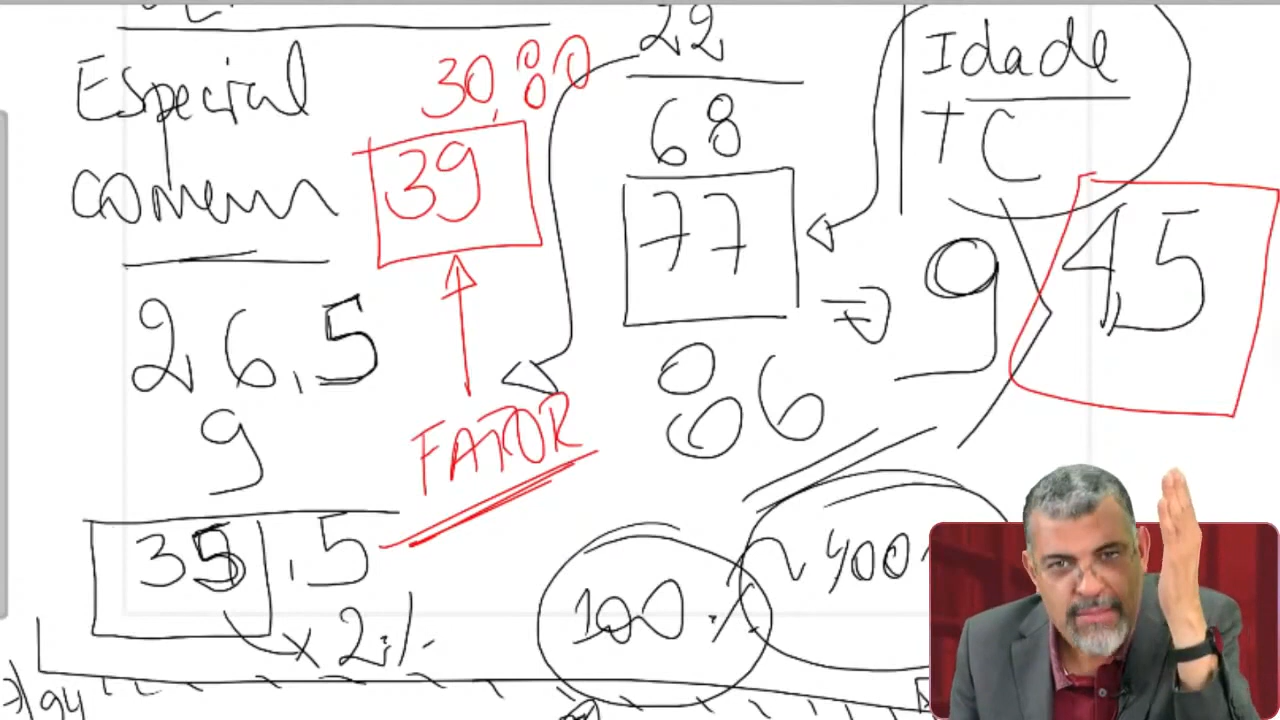 Especial
comum
26,5
9
35,5
x 2%
30,80
39
FATOR
22
68
77
86
Idade
TC
9
4,5
100%
400
94